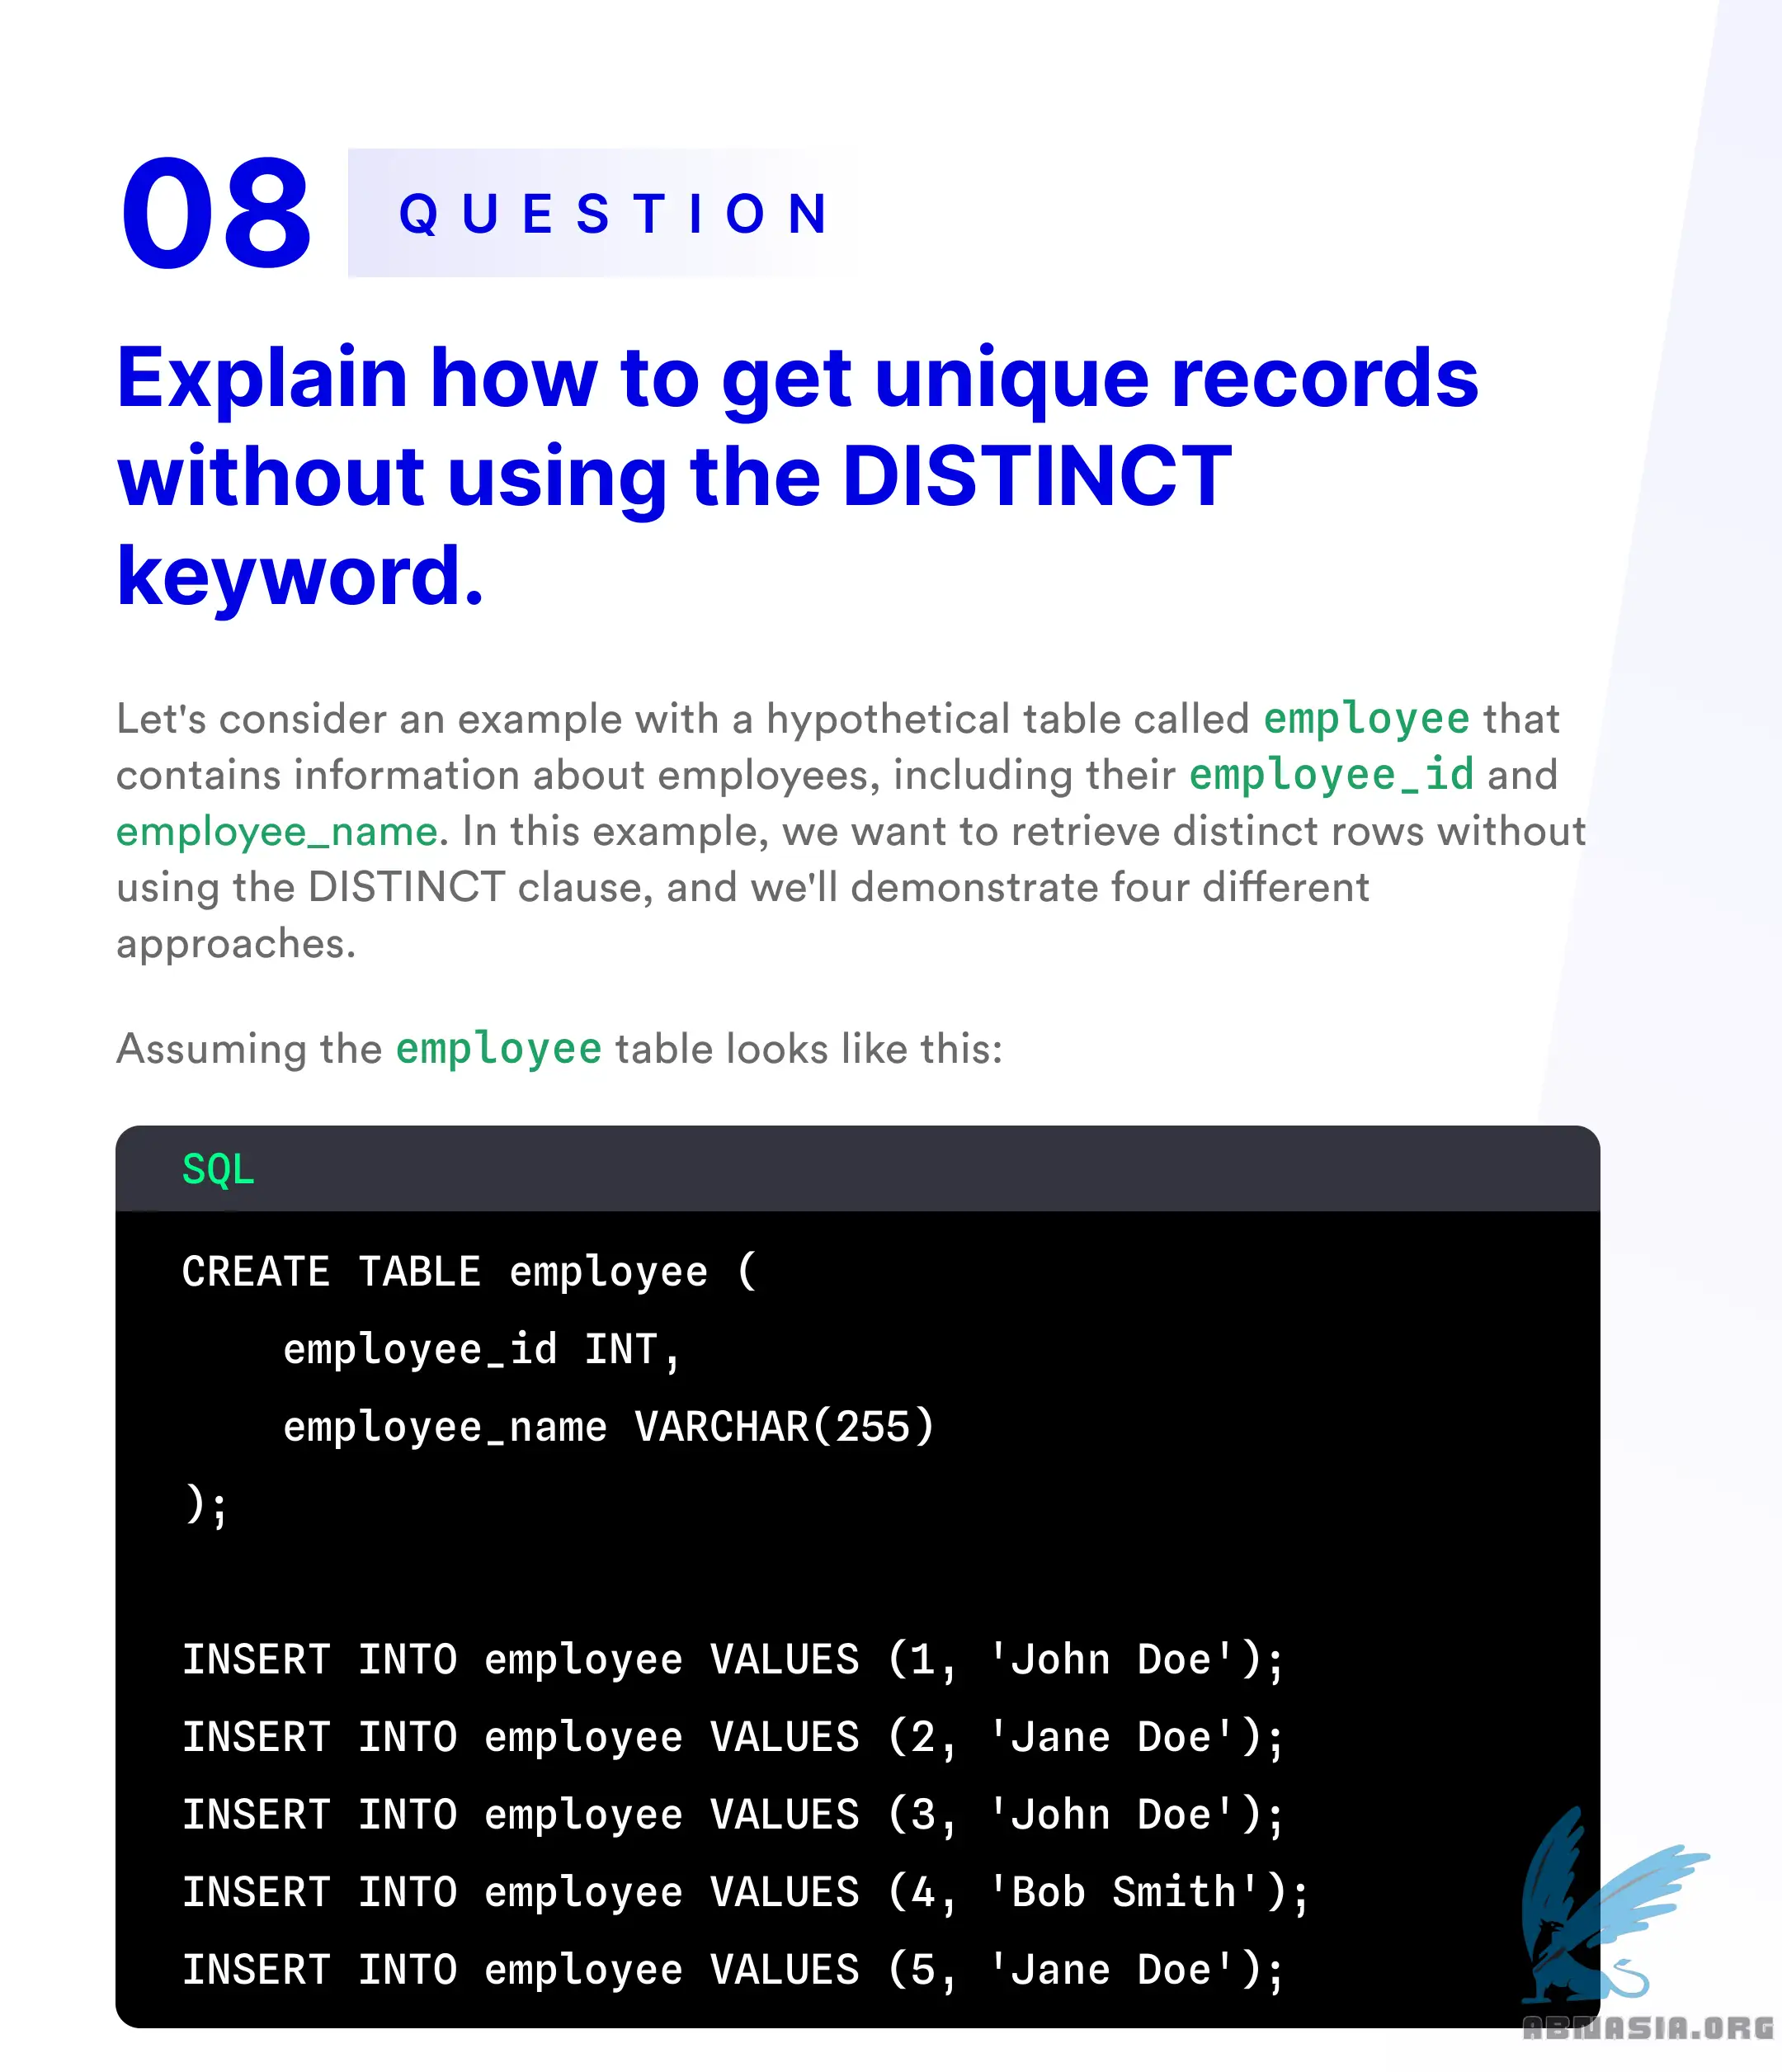 08 QUESTION
Explain how to get unique records
without using the DISTINCT
keyword.
Let's consider an example with a hypothetical table called employee that
contains information about employees, including their employee_id and
employee_name. In this example, we want to retrieve distinct rows without
using the DISTINCT clause, and we'll demonstrate four different
approaches.
Assuming the employee table looks like this:
SQL
CREATE TABLE employee (
    employee_id INT,
    employee_name VARCHAR(255)
);
INSERT INTO employee VALUES (1, 'John Doe');
INSERT INTO employee VALUES (2, 'Jane Doe');
INSERT INTO employee VALUES (3, 'John Doe');
INSERT INTO employee VALUES (4, 'Bob Smith');
INSERT INTO employee VALUES (5, 'Jane Doe');
ABMASIA.ORG